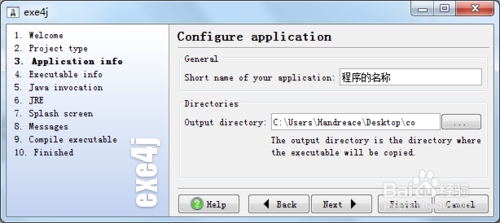 exe4j
1. Welcome
2. Project type
3. Application info
4. Executable info
5. Java invocation
6. JRE
7. Splash screen
8. Messages
9. Compile executable
10. Finished
exe4j
Configure application
General
Short name of your application: 程序的名称
Directories
Output directory: C:\Users\Handreace\Desktop\co ...
The output directory is the directory where
the executable will be copied.
Help Back Next Finish Cancel
Baidu 经验